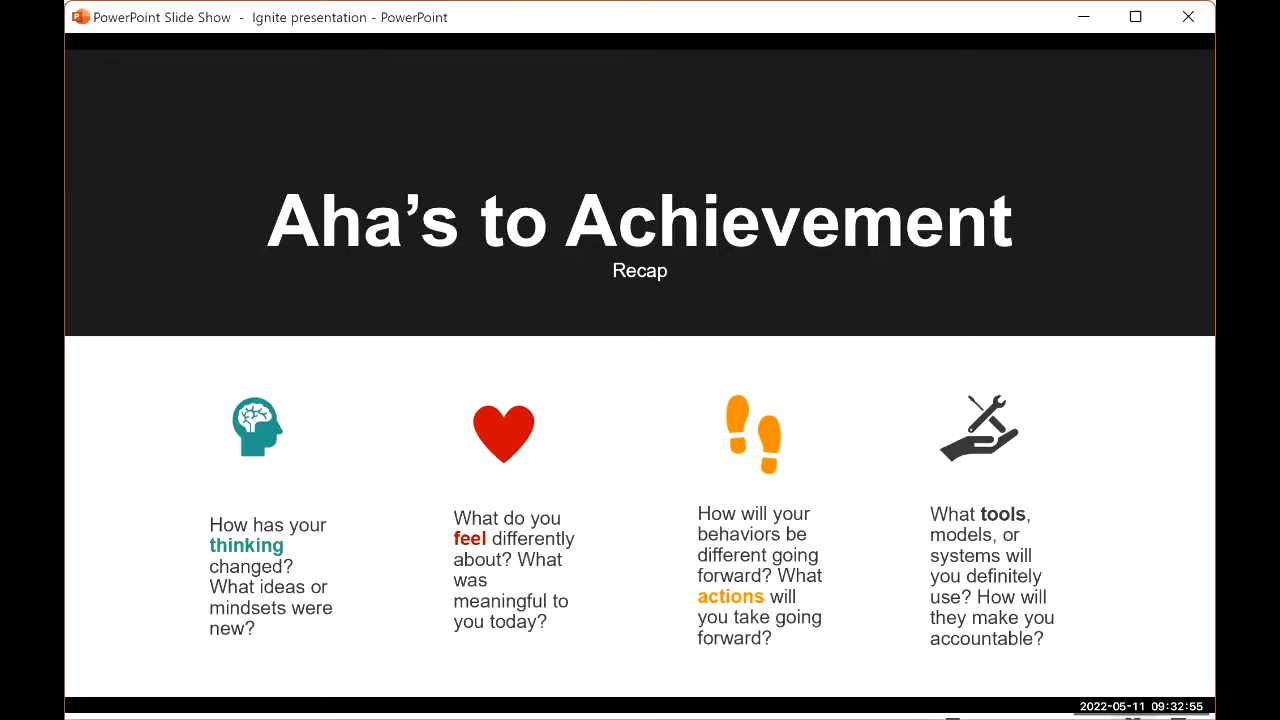 PowerPoint Slide Show - Ignite presentation - PowerPoint
Aha’s to Achievement
Recap
How has your
thinking
changed?
What ideas or
mindsets were
new?
What do you
feel differently
about? What
was
meaningful to
you today?
How will your
behaviors be
different going
forward? What
actions will
you take going
forward?
What tools,
models, or
systems will
you definitely
use? How will
they make you
accountable?
2022-05-11 09:32:55